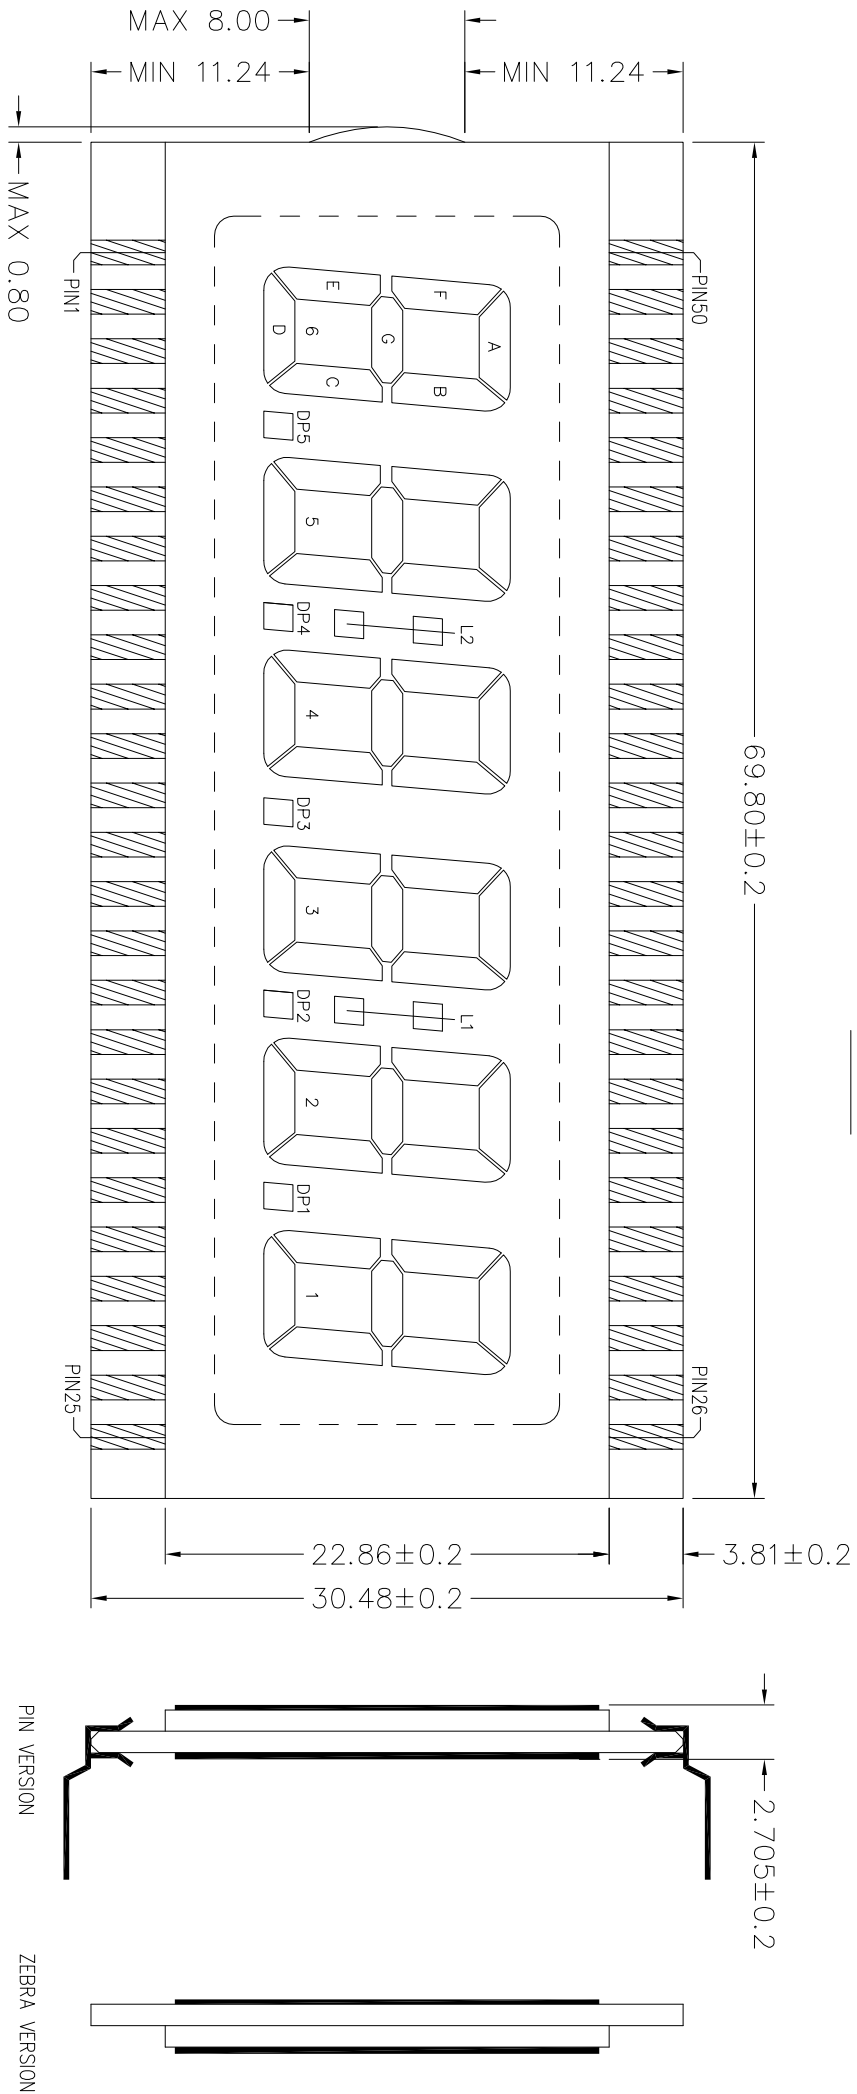 MAX 8.00
MIN 11.24
MIN 11.24
MAX 0.80
PIN1
PIN50
E
F
D
6
G
A
C
B
DP5
5
DP4
L2
4
69.80±0.2
DP3
3
DP2
L1
2
DP1
1
PIN25
PIN26
22.86±0.2
3.81±0.2
30.48±0.2
PIN VERSION
2.705±0.2
ZEBRA VERSION